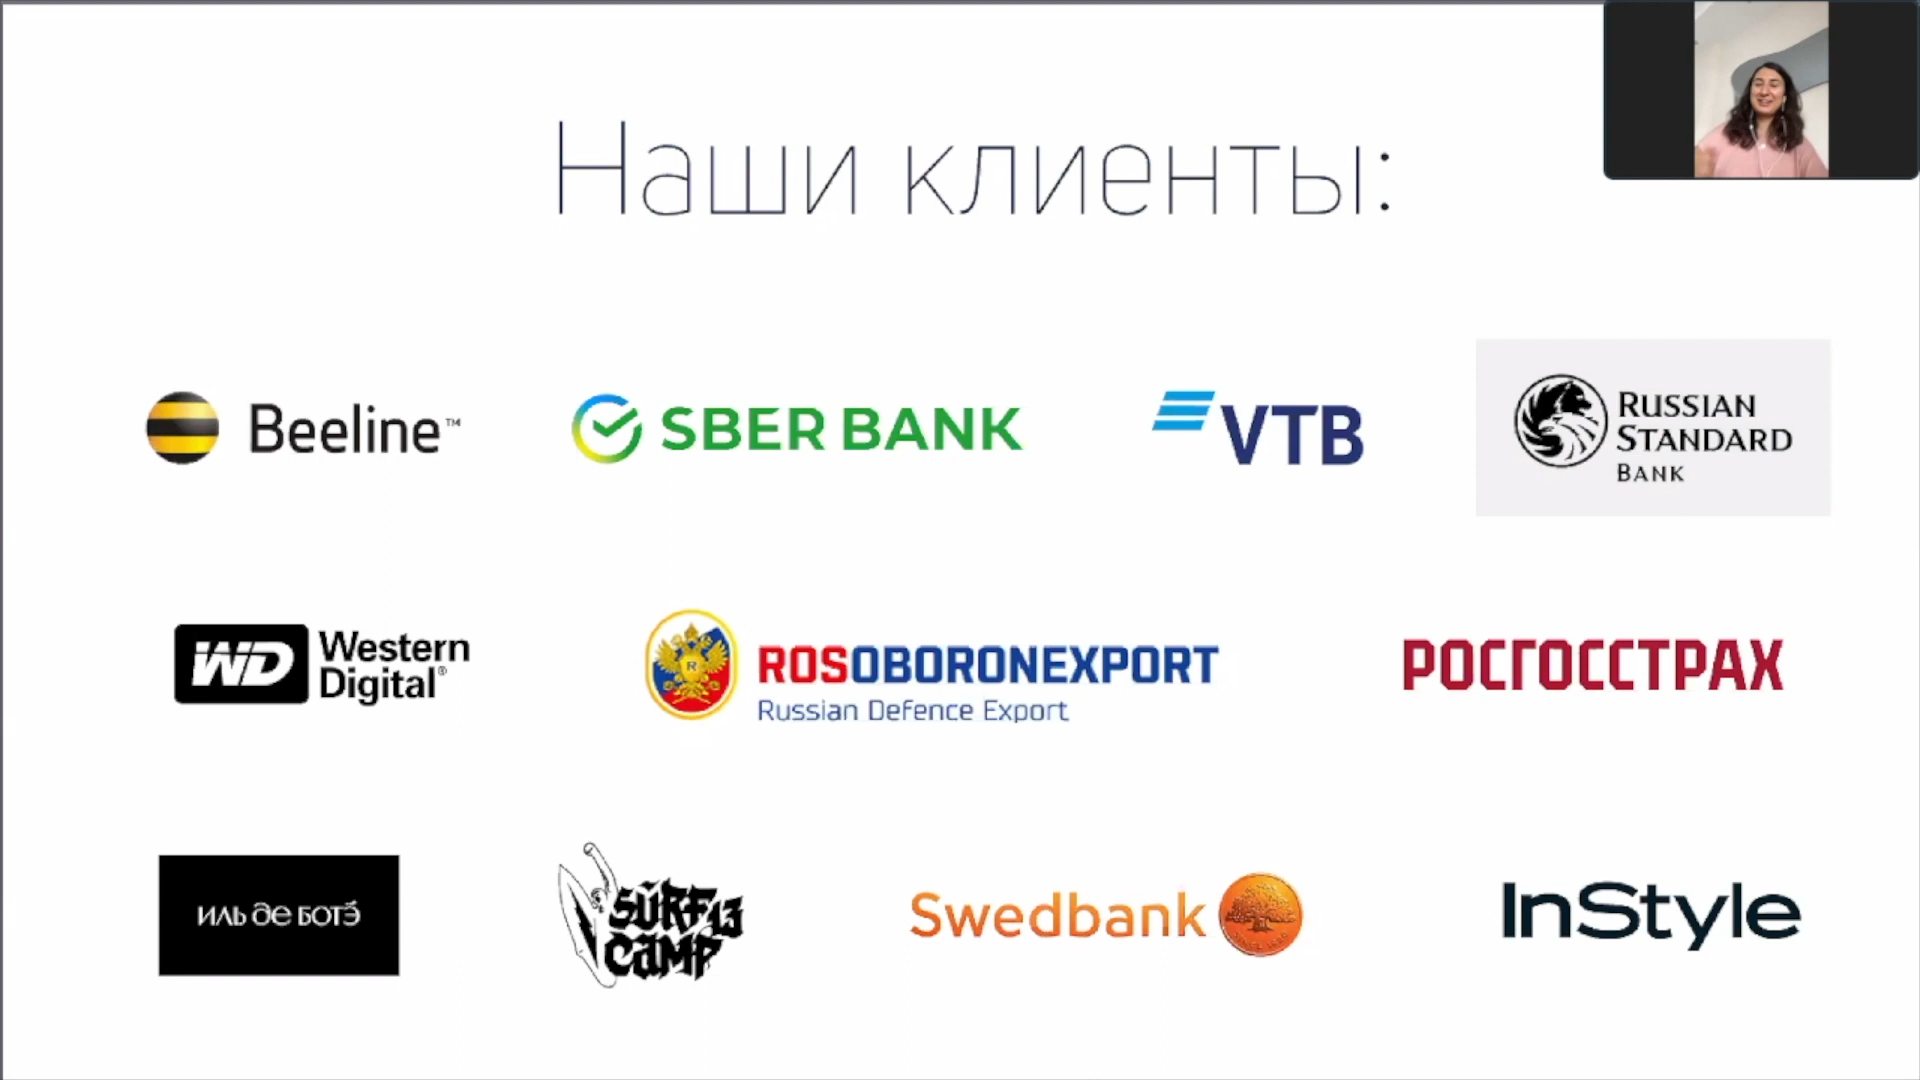 Наши клиенты:
Beeline™
SBER BANK
VTB
RUSSIAN
STANDARD
BANK
WD Western
Digital®
ROSOBORONEXPORT
Russian Defence Export
R
РОСГОССТРАХ
ИЛЬ ДЕ БОТЭ
SURF 13
CAMP
Swedbank
InStyle